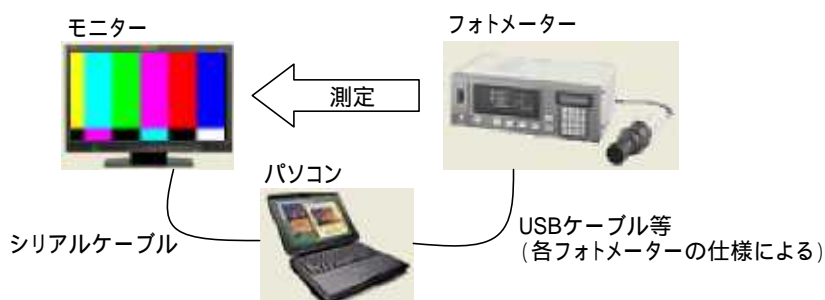 モニター
フォトメーター
測定
パソコン
シリアルケーブル
USBケーブル等
(各フォトメーターの仕様による)